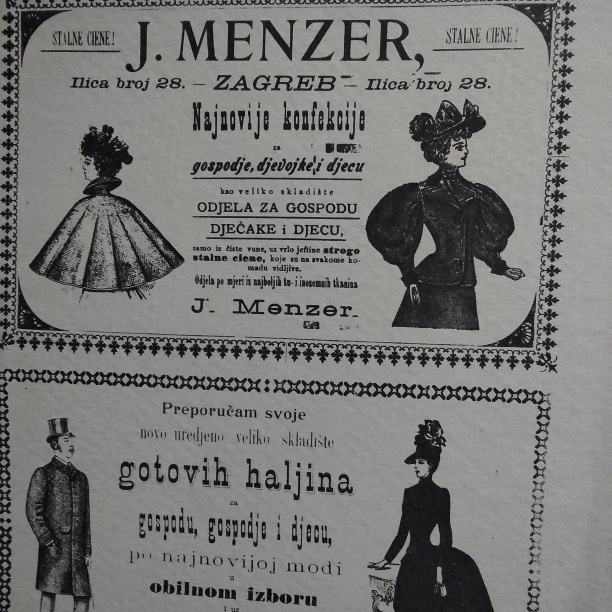 STALNE CIENE!
J. MENZER,
STALNE CIENE!
Ilica broj 28. — ZAGREB — Ilica broj 28.
Najnovije konfekcije
za
gospodje, djevojke i djecu
kao veliko skladište
ODJELA ZA GOSPODU
DJEČAKE i DJECU,
samo iz čiste vune, uz vrlo jeftine strogo
stalne ciene, koje su na svakome ko-
madu vidljive.
Odjela po mjeri iz najboljih tu- i inozemnih tkanina
J. Menzer.
Preporučam svoje
novo uredjeno veliko skladište
gotovih haljina
za
gospodu, gospodje i djecu,
po najnovijoj modi
u
obilnom izboru
i uz